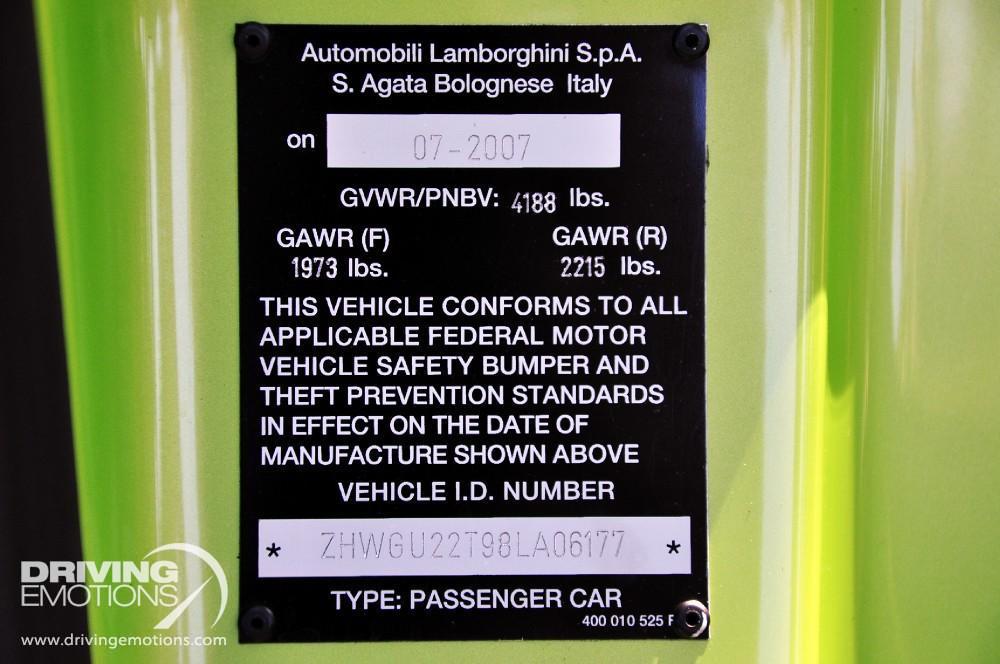 Automobili Lamborghini S.p.A.
S. Agata Bolognese Italy
on 07-2007
GVWR/PNBV: 4188 lbs.
GAWR (F) GAWR (R)
1973 lbs. 2215 lbs.
THIS VEHICLE CONFORMS TO ALL
APPLICABLE FEDERAL MOTOR
VEHICLE SAFETY BUMPER AND
THEFT PREVENTION STANDARDS
IN EFFECT ON THE DATE OF
MANUFACTURE SHOWN ABOVE
VEHICLE I.D. NUMBER
* ZHWGU22T98LA06177 *
TYPE: PASSENGER CAR
400 010 525
DRIVING
EMOTIONS
www.drivingemotions.com